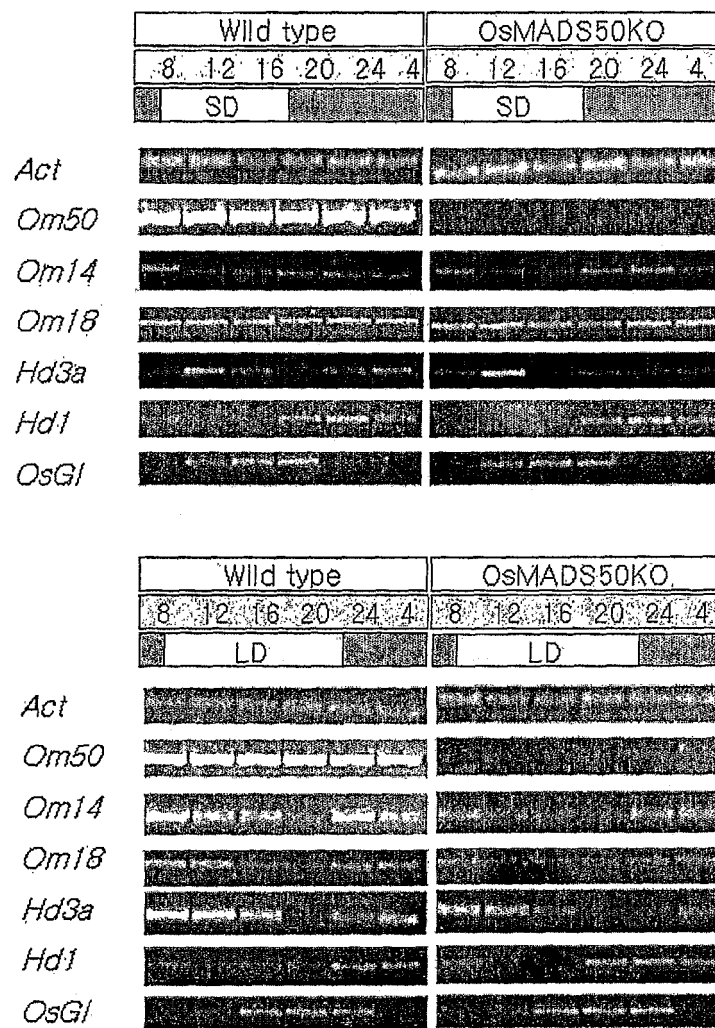 Wild type OsMADS50KO
8 12 16 20 24 4 8 12 16 20 24 4
SD SD
Act
Om50
Om14
Om18
Hd3a
Hd1
OsGI
Wild type OsMADS50KO
8 12 16 20 24 4 8 12 16 20 24 4
LD LD
Act
Om50
Om14
Om18
Hd3a
Hd1
OsGI